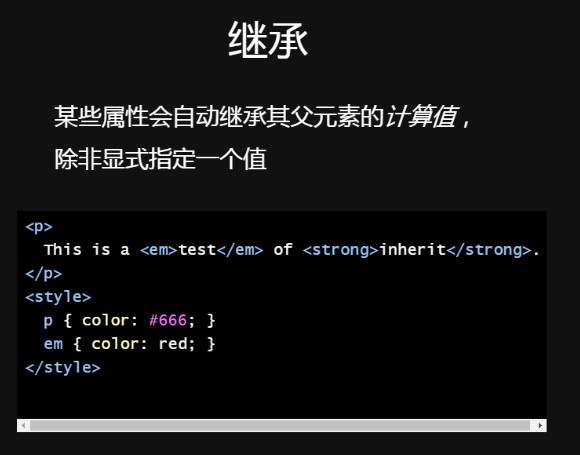 继承
某些属性会自动继承其父元素的计算值，
除非显式指定一个值
<p>
  This is a <em>test</em> of <strong>inherit</strong>.
</p>
<style>
  p { color: #666; }
  em { color: red; }
</style>